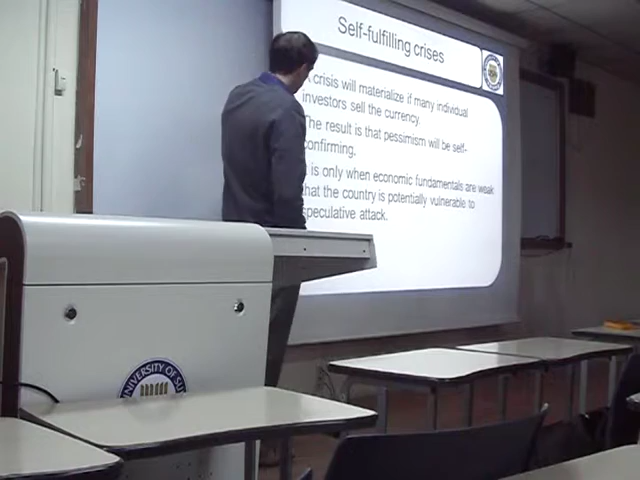 Self-fulfilling crises
crisis will materialize if many individual
investors sell the currency.
The result is that pessimism will be self-
confirming.
is only when economic fundamentals are weak
that the country is potentially vulnerable to
speculative attack.
UNIVERSITY OF